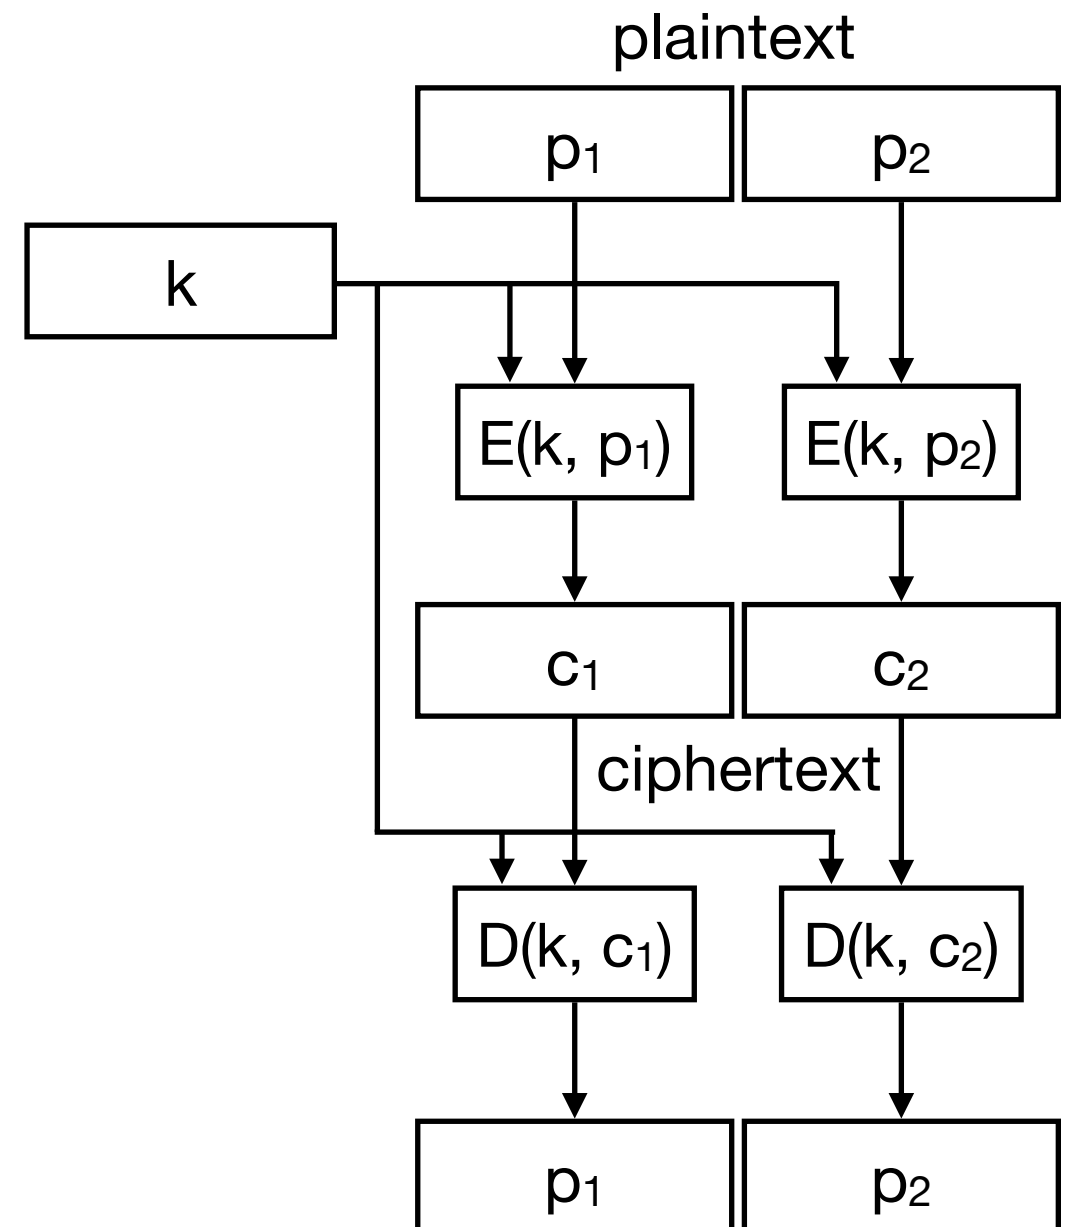 plaintext
p₁ p₂
k
E(k, p₁) E(k, p₂)
c₁ c₂
ciphertext
D(k, c₁) D(k, c₂)
p₁ p₂